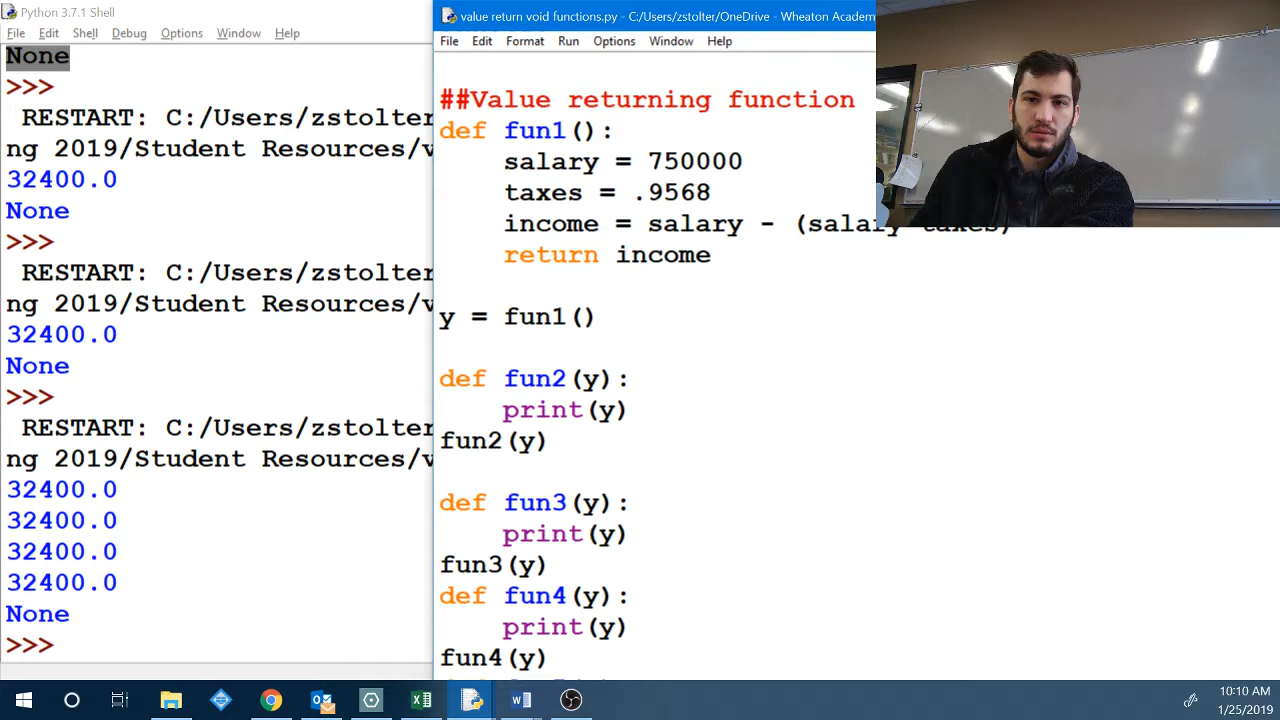 Python 3.7.1 Shell
File Edit Shell Debug Options Window Help
None
>>>
RESTART: C:/Users/zstolter
ng 2019/Student Resources/v
32400.0
None
>>>
RESTART: C:/Users/zstolter
ng 2019/Student Resources/v
32400.0
None
>>>
RESTART: C:/Users/zstolter
ng 2019/Student Resources/v
32400.0
32400.0
32400.0
32400.0
None
>>>
value return void functions.py - C:/Users/zstolter/OneDrive - Wheaton Academ
File Edit Format Run Options Window Help
##Value returning function
def fun1():
salary = 750000
taxes = .9568
income = salary - (salary
return income
y = fun1()
def fun2(y):
print(y)
fun2(y)
def fun3(y):
print(y)
fun3(y)
def fun4(y):
print(y)
fun4(y)
10:10 AM
1/25/2019